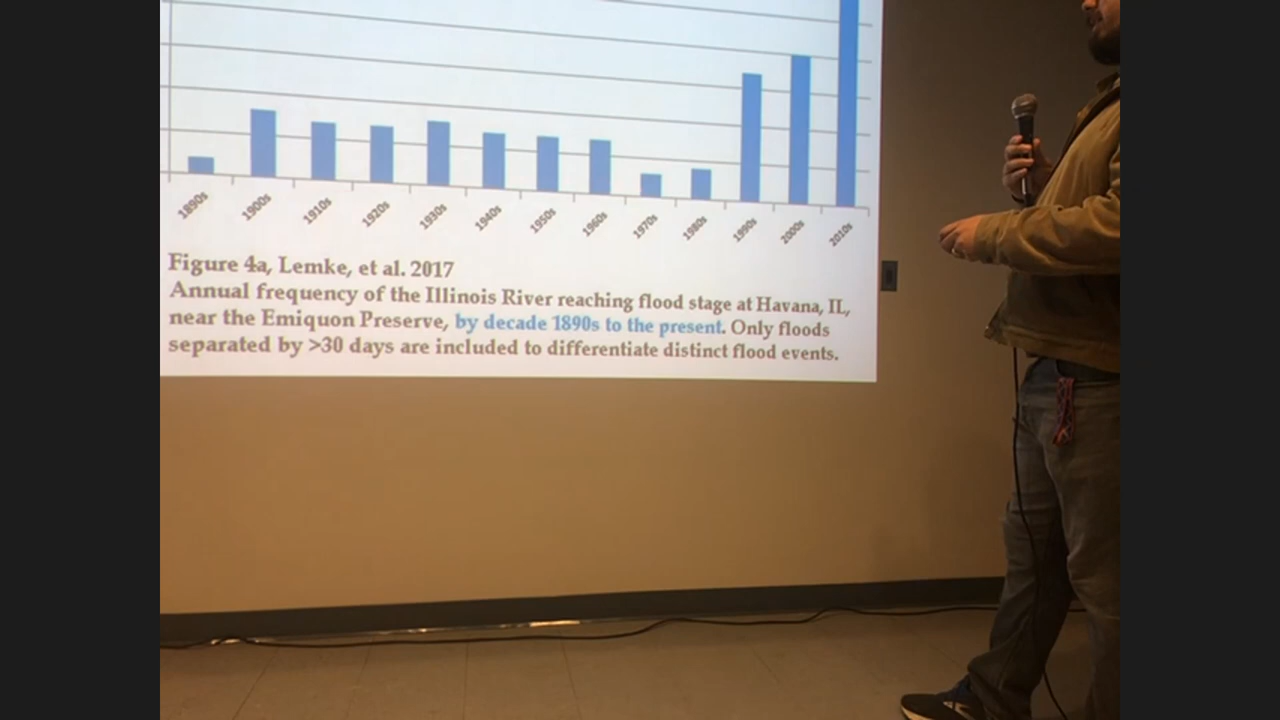 1890s 1900s 1910s 1920s 1930s 1940s 1950s 1960s 1970s 1980s 1990s 2000s 2010s
Figure 4a, Lemke, et al. 2017
Annual frequency of the Illinois River reaching flood stage at Havana, IL,
near the Emiquon Preserve, by decade 1890s to the present. Only floods
separated by >30 days are included to differentiate distinct flood events.